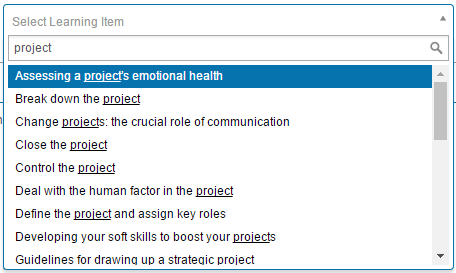 Select Learning Item
project
Assessing a project's emotional health
Break down the project
Change projects: the crucial role of communication
Close the project
Control the project
Deal with the human factor in the project
Define the project and assign key roles
Developing your soft skills to boost your projects
Guidelines for drawing up a strategic project